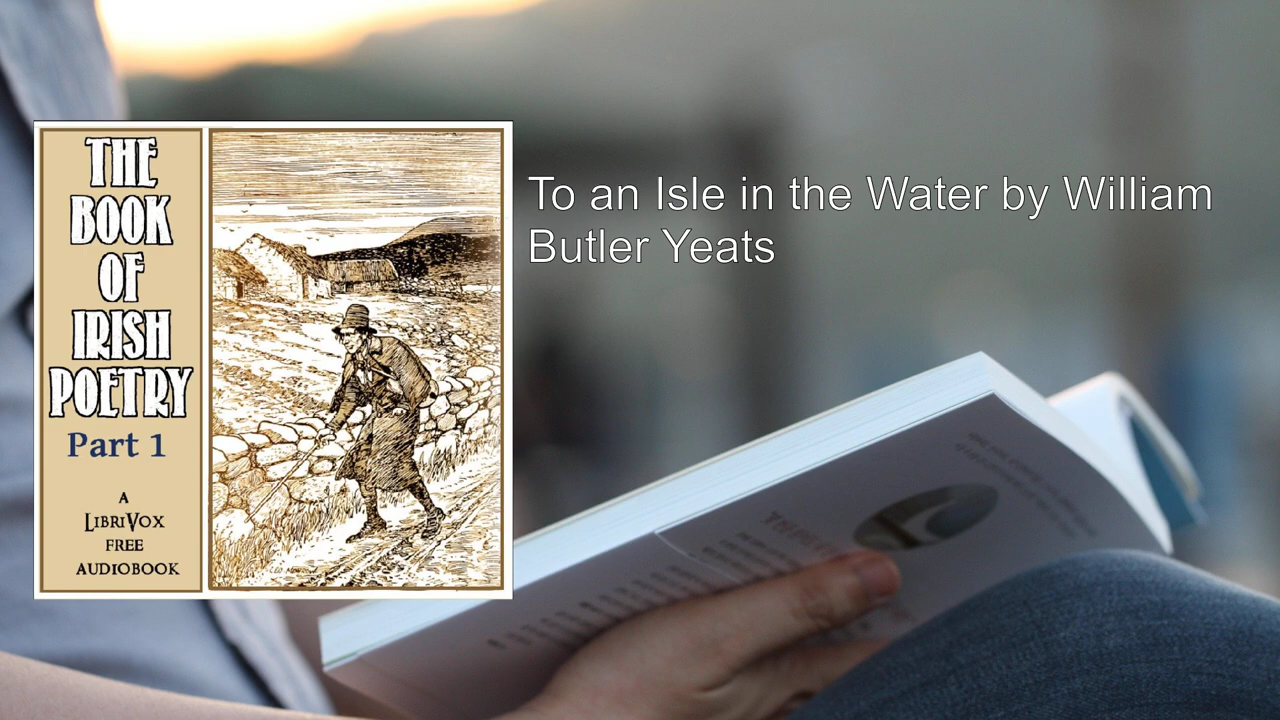 THE
BOOK
OF
IRISH
POETRY
Part 1
A
LIBRIVOX
FREE
AUDIOBOOK
To an Isle in the Water by William
Butler Yeats